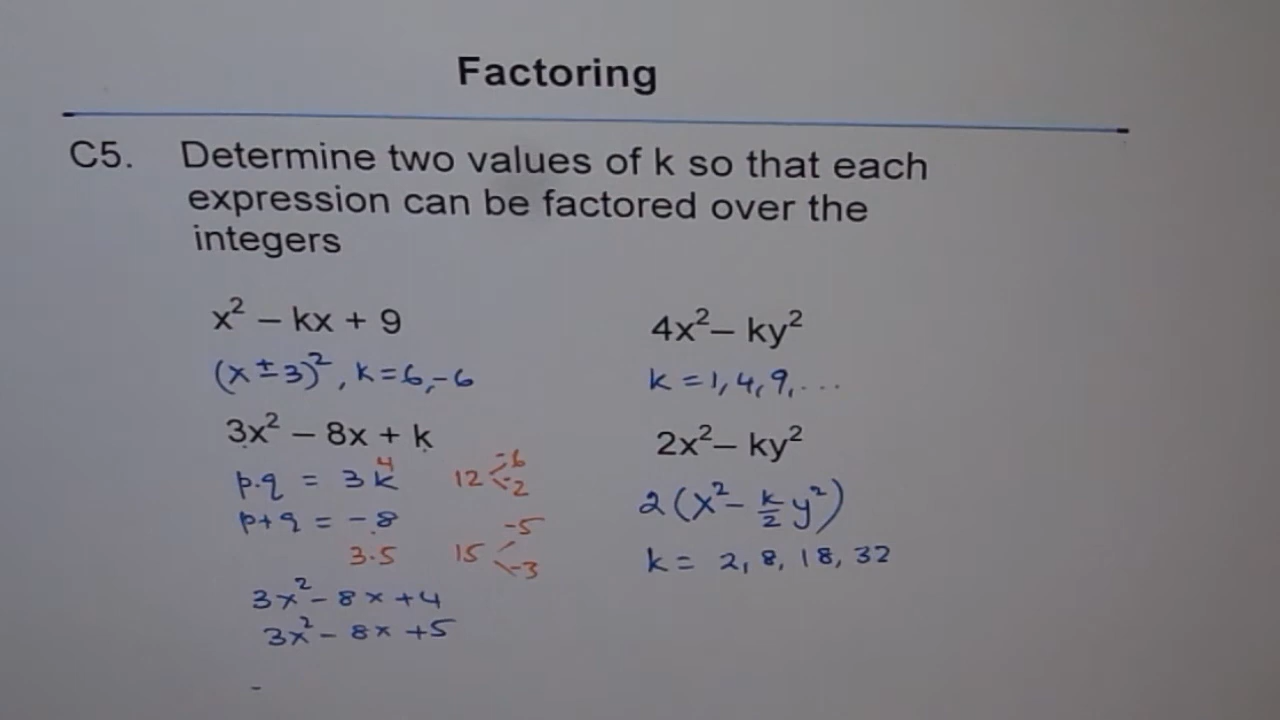 Factoring
C5. Determine two values of k so that each
expression can be factored over the
integers
x² – kx + 9
(x ± 3)², k = 6, -6
3x² – 8x + k
p·q = 3k 4 12 < -6 -2
p+q = -8
3·5 15 < -5 -3
3x² - 8x + 4
3x² - 8x + 5
4x² – ky²
k = 1, 4, 9, ...
2x² – ky²
2(x² - k/2 y²)
k = 2, 8, 18, 32